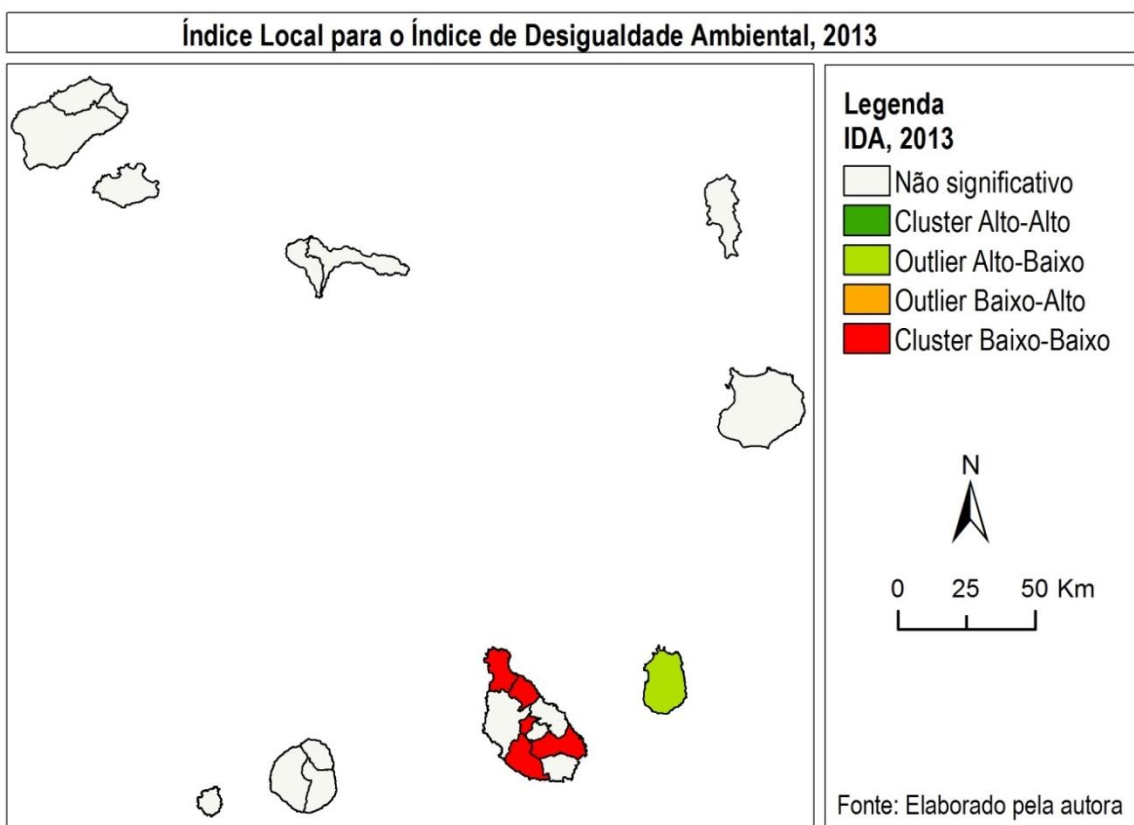 Índice Local para o Índice de Desigualdade Ambiental, 2013
Legenda
IDA, 2013
Não significativo
Cluster Alto-Alto
Outlier Alto-Baixo
Outlier Baixo-Alto
Cluster Baixo-Baixo
N
0 25 50 Km
Fonte: Elaborado pela autora